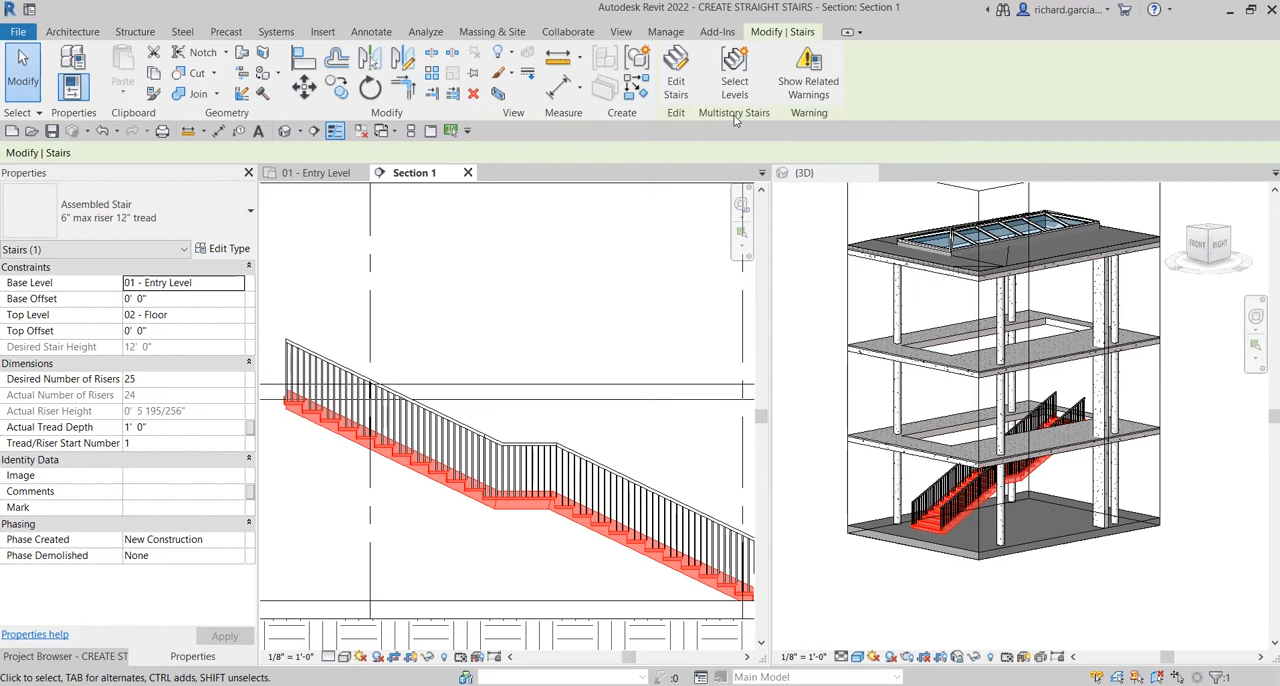 Autodesk Revit 2022 - CREATE STRAIGHT STAIRS - Section: Section 1
richard.garcia...
File Architecture Structure Steel Precast Systems Insert Annotate Analyze Massing & Site Collaborate View Manage Add-Ins Modify | Stairs
Modify
Paste
Notch
Cut
Join
Edit Stairs
Select Levels
Show Related Warnings
Select Properties Clipboard Geometry Modify View Measure Create Edit Multistory Stairs Warning
Modify | Stairs
Properties
01 - Entry Level
Section 1
{3D}
Assembled Stair
6" max riser 12" tread
Stairs (1)
Edit Type
Constraints
Base Level 01 - Entry Level
Base Offset 0' 0"
Top Level 02 - Floor
Top Offset 0' 0"
Desired Stair Height 12' 0"
Dimensions
Desired Number of Risers 25
Actual Number of Risers 24
Actual Riser Height 0' 5 195/256"
Actual Tread Depth 1' 0"
Tread/Riser Start Number 1
Identity Data
Image
Comments
Mark
Phasing
Phase Created New Construction
Phase Demolished None
FRONT RIGHT
Properties help
Apply
Project Browser - CREATE ST
Properties
1/8" = 1'-0"
1/8" = 1'-0"
Click to select, TAB for alternates, CTRL adds, SHIFT unselects.
:0
Main Model
:1